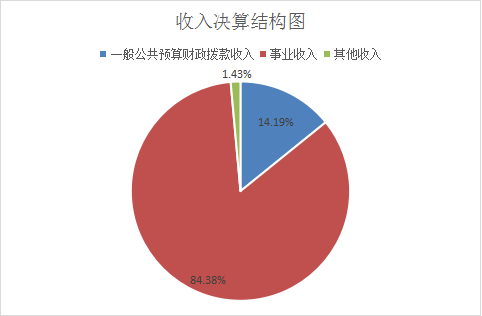 收入决算结构图
一般公共预算财政拨款收入 事业收入 其他收入
1.43%
14.19%
84.38%